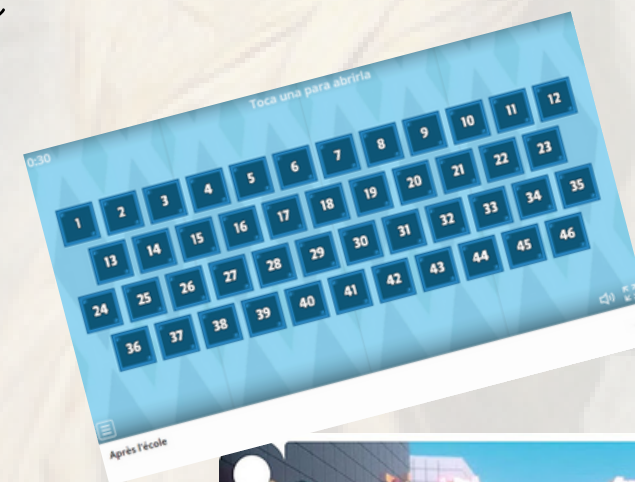 Toca una para abrirla
0:30
1 2 3 4 5 6 7 8 9 10 11 12
13 14 15 16 17 18 19 20 21 22 23
24 25 26 27 28 29 30 31 32 33 34 35
36 37 38 39 40 41 42 43 44 45 46
Après l'école